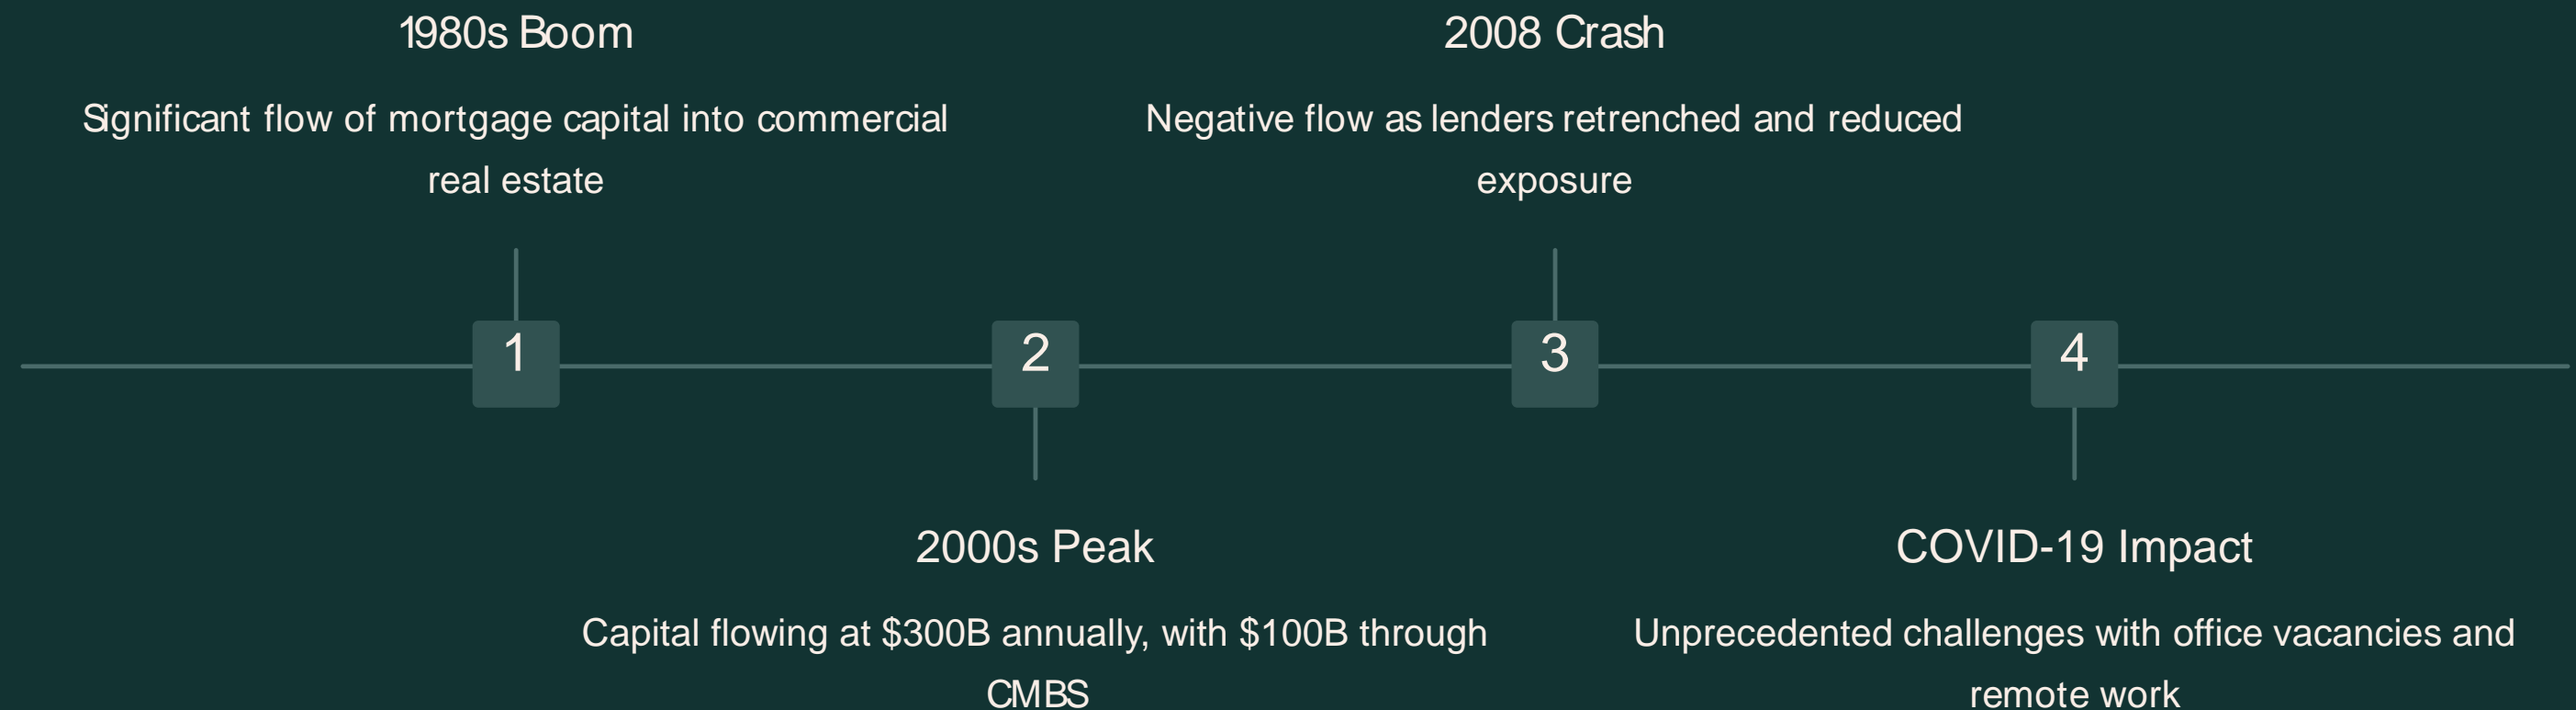 1980s Boom
Significant flow of mortgage capital into commercial
real estate
2008 Crash
Negative flow as lenders retrenched and reduced
exposure
1
2
3
4
2000s Peak
Capital flowing at $300B annually, with $100B through
CMBS
COVID-19 Impact
Unprecedented challenges with office vacancies and
remote work